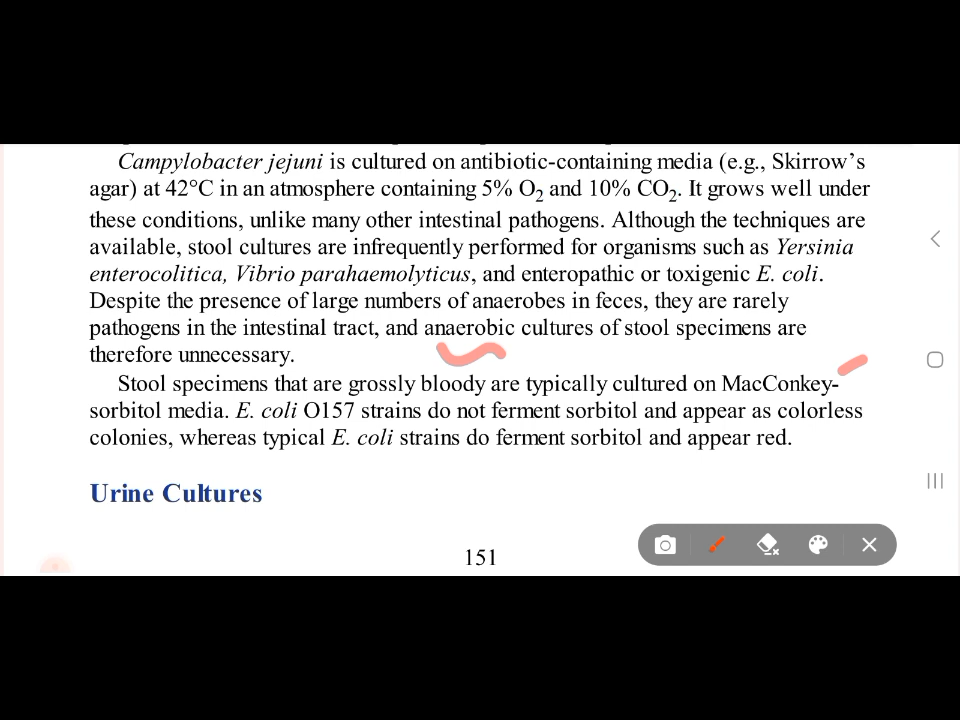 Campylobacter jejuni is cultured on antibiotic-containing media (e.g., Skirrow’s
agar) at 42°C in an atmosphere containing 5% O2 and 10% CO2. It grows well under
these conditions, unlike many other intestinal pathogens. Although the techniques are
available, stool cultures are infrequently performed for organisms such as Yersinia
enterocolitica, Vibrio parahaemolyticus, and enteropathic or toxigenic E. coli.
Despite the presence of large numbers of anaerobes in feces, they are rarely
pathogens in the intestinal tract, and anaerobic cultures of stool specimens are
therefore unnecessary.
Stool specimens that are grossly bloody are typically cultured on MacConkey-
sorbitol media. E. coli O157 strains do not ferment sorbitol and appear as colorless
colonies, whereas typical E. coli strains do ferment sorbitol and appear red.
Urine Cultures
151